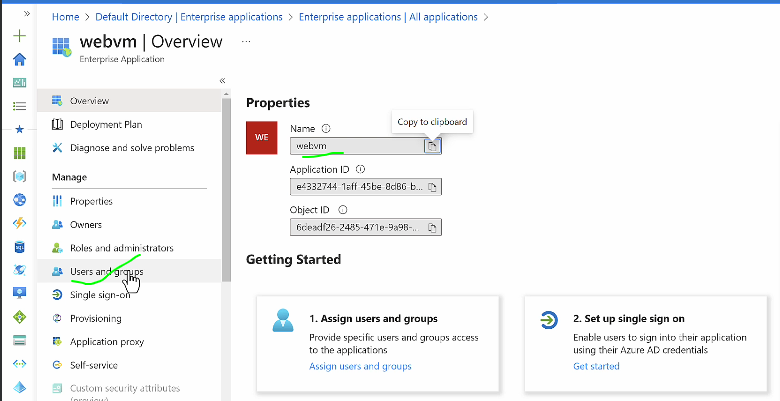 Home > Default Directory | Enterprise applications > Enterprise applications | All applications >
webvm | Overview ...
Enterprise Application
Overview
Deployment Plan
Diagnose and solve problems
Manage
Properties
Owners
Roles and administrators
Users and groups
Single sign-on
Provisioning
Application proxy
Self-service
Custom security attributes
(preview)
Properties
Copy to clipboard
WE
Name
webvm
Application ID
e4332744-1aff-45be-8d86-b...
Object ID
6deadf26-2485-471e-9a98-...
Getting Started
1. Assign users and groups
Provide specific users and groups access
to the applications
Assign users and groups
2. Set up single sign on
Enable users to sign into their application
using their Azure AD credentials
Get started